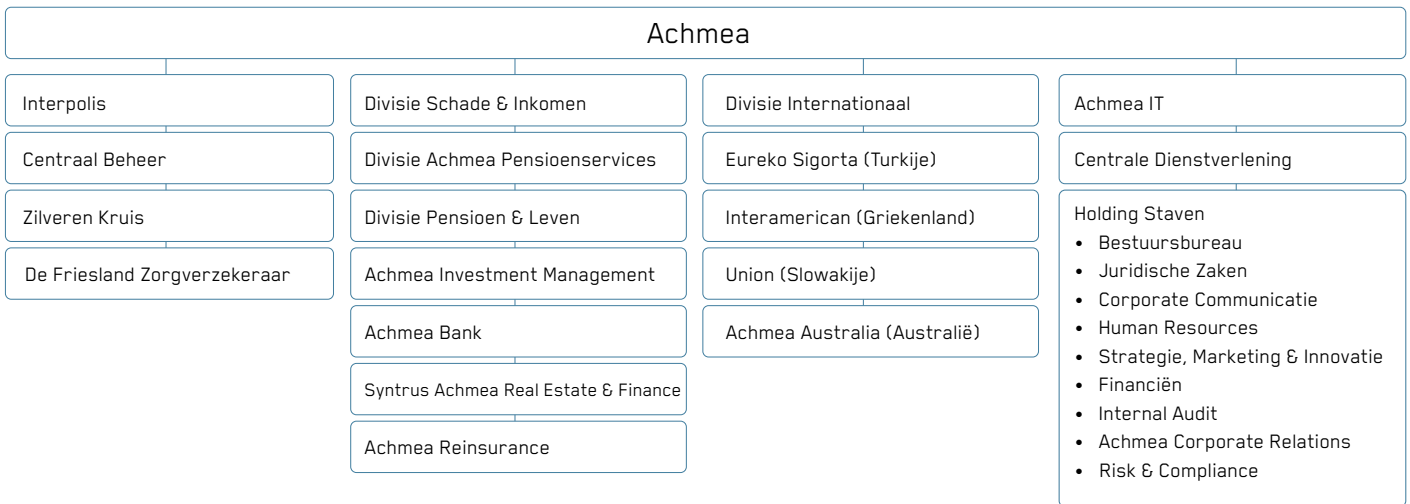 Achmea
Interpolis
Centraal Beheer
Zilveren Kruis
De Friesland Zorgverzekeraar
Divisie Schade & Inkomen
Divisie Achmea Pensioenservices
Divisie Pensioen & Leven
Achmea Investment Management
Achmea Bank
Syntrus Achmea Real Estate & Finance
Achmea Reinsurance
Divisie Internationaal
Eureko Sigorta (Turkije)
Interamerican (Griekenland)
Union (Slowakije)
Achmea Australia (Australië)
Achmea IT
Centrale Dienstverlening
Holding Staven
• Bestuursbureau
• Juridische Zaken
• Corporate Communicatie
• Human Resources
• Strategie, Marketing & Innovatie
• Financiën
• Internal Audit
• Achmea Corporate Relations
• Risk & Compliance